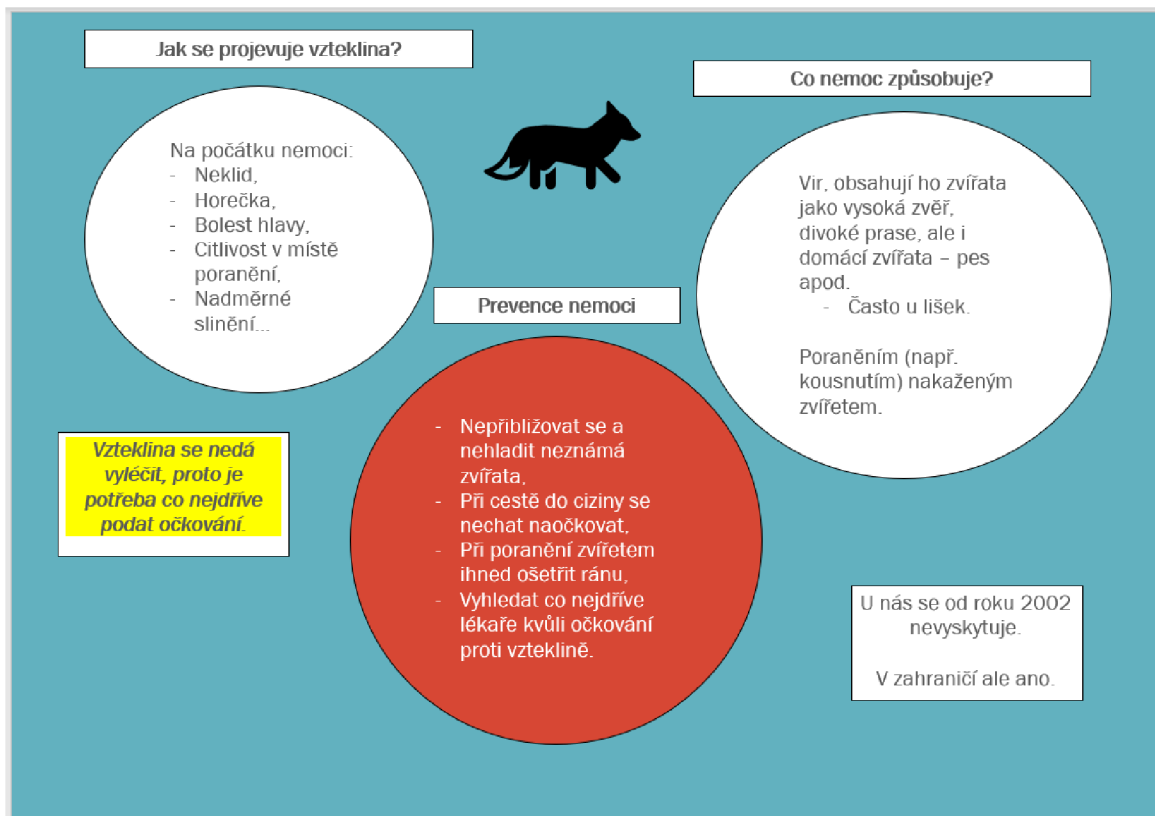 Jak se projevuje vzteklina?
Na počátku nemoci:
- Neklid,
- Horečka,
- Bolest hlavy,
- Citlivost v místě
poranění,
- Nadměrné
slinění...
Co nemoc způsobuje?
Vir, obsahují ho zvířata
jako vysoká zvěř,
divoké prase, ale i
domácí zvířata – pes
apod.
- Často u lišek.
Poraněním (např.
kousnutím) nakaženým
zvířetem.
Prevence nemoci
- Nepřibližovat se a
nehladit neznámá
zvířata,
- Při cestě do ciziny se
nechat naočkovat,
- Při poranění zvířetem
ihned ošetřit ránu,
- Vyhledat co nejdříve
lékaře kvůli očkování
proti vzteklině.
Vzteklina se nedá
vyléčit, proto je
potřeba co nejdříve
podat očkování.
U nás se od roku 2002
nevyskytuje.
V zahraničí ale ano.